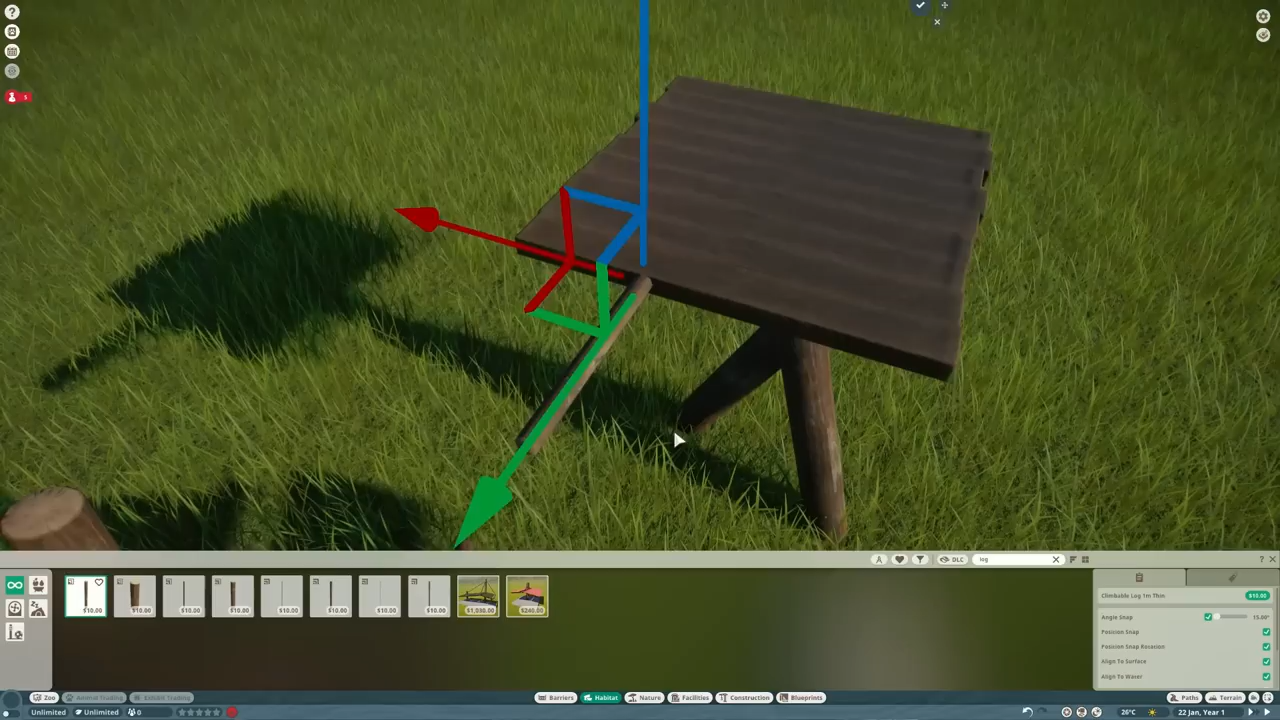 ?
5
DLC
log
? ×
$10.00
$10.00
$10.00
$10.00
$10.00
$10.00
$10.00
$10.00
$1,080.00
$240.00
Climbable Log 1m Thin $10.00
Angle Snap 15.00°
Position Snap
Position Snap Rotation
Align To Surface
Align To Water
Zoo Animal Trading Exhibit Trading Barriers Habitat Nature Facilities Construction Blueprints Paths Terrain
Unlimited Unlimited 0 26°C 22 Jan, Year 1